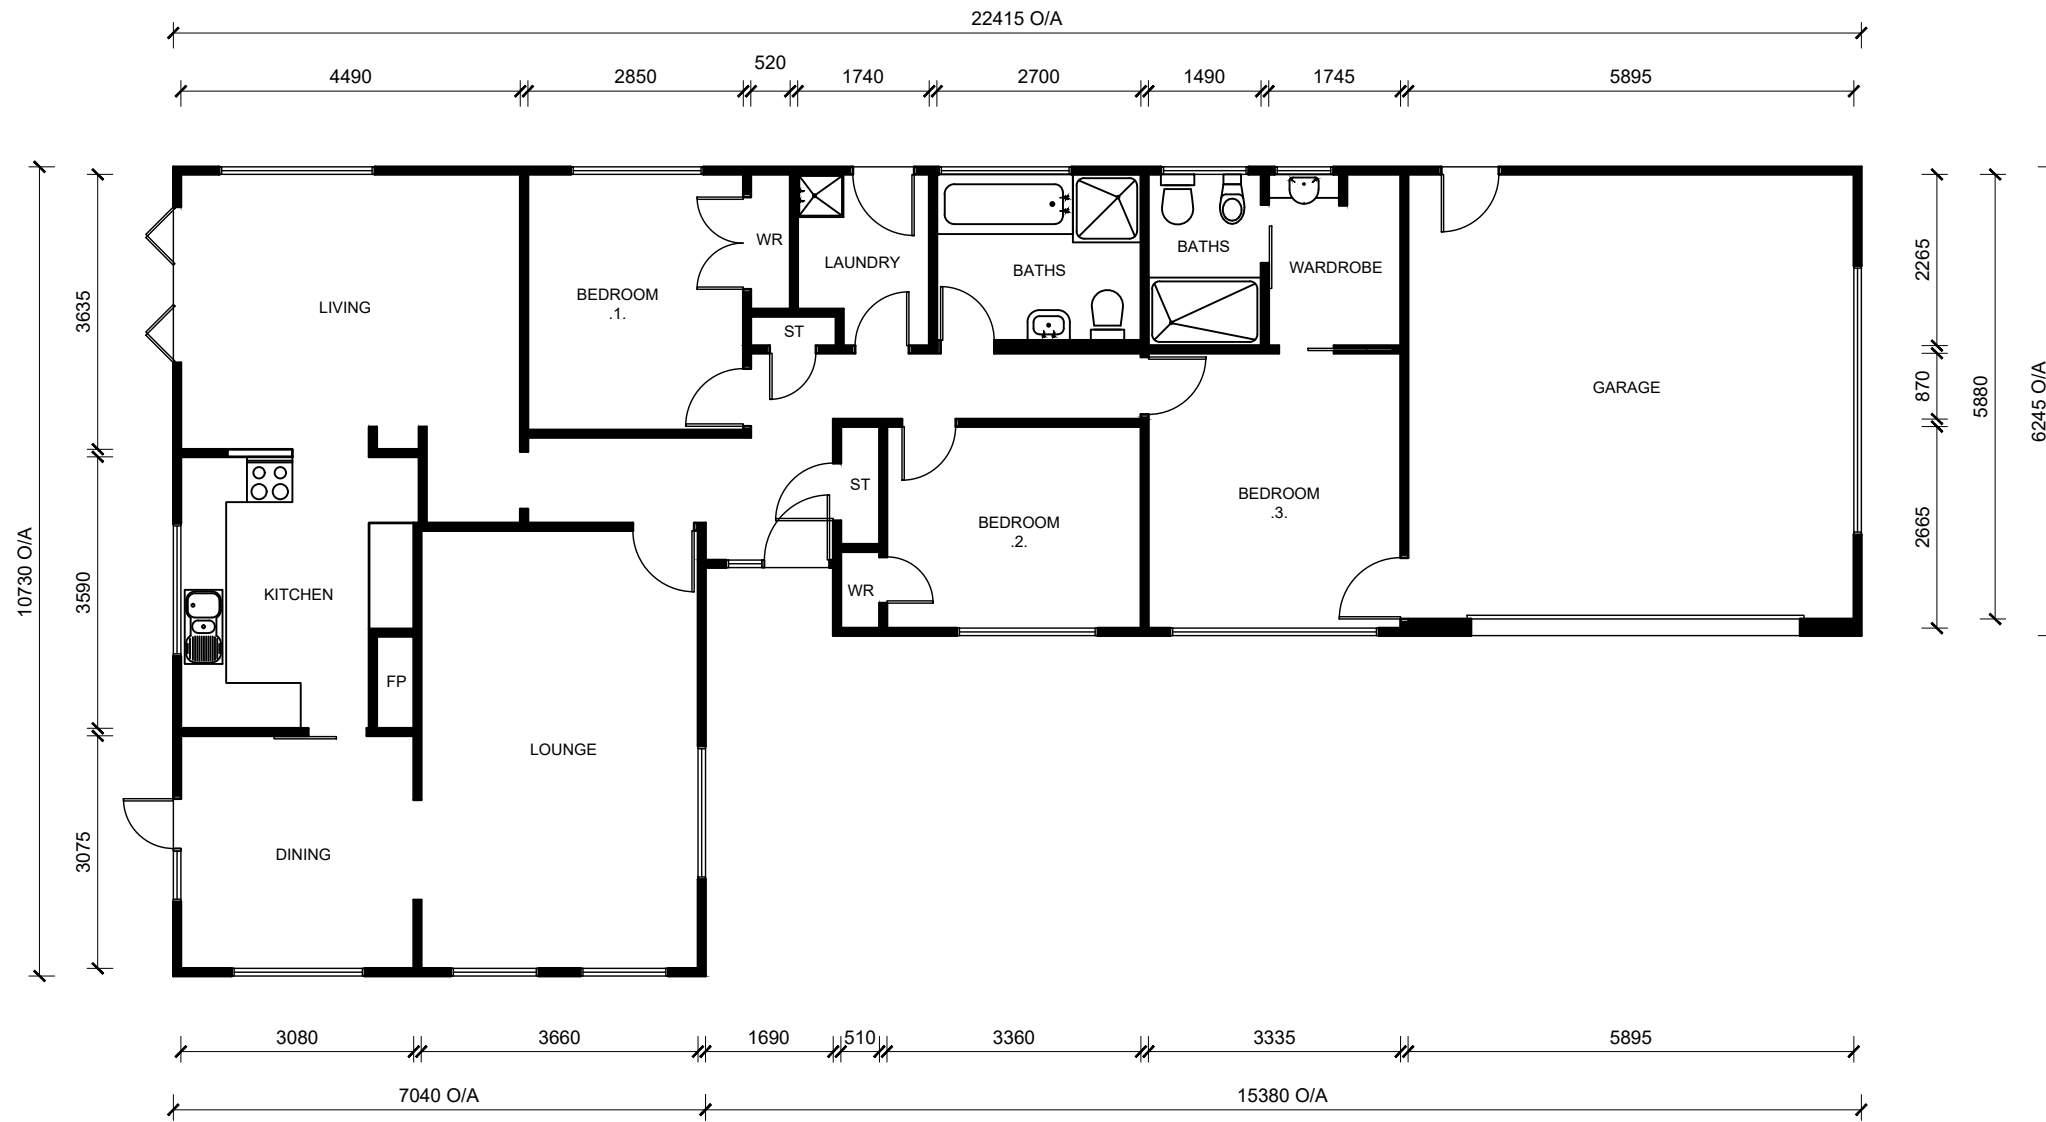 22415 O/A
4490
2850
520
1740
2700
1490
1745
5895
WR
LAUNDRY
BATHS
BATHS
WARDROBE
LIVING
BEDROOM
.1.
ST
GARAGE
3635
2265
870
5880
6245 O/A
ST
BEDROOM
.2.
BEDROOM
.3.
2665
10730 O/A
3590
KITCHEN
WR
FP
LOUNGE
3075
DINING
3080
3660
1690
510
3360
3335
5895
7040 O/A
15380 O/A